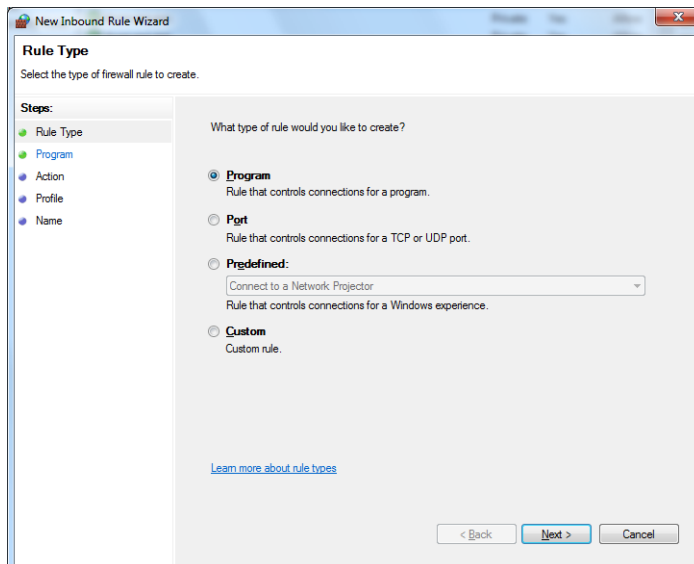 New Inbound Rule Wizard
Rule Type
Select the type of firewall rule to create.
Steps:
Rule Type
Program
Action
Profile
Name
What type of rule would you like to create?
Program
Rule that controls connections for a program.
Port
Rule that controls connections for a TCP or UDP port.
Predefined:
Connect to a Network Projector
Rule that controls connections for a Windows experience.
Custom
Custom rule.
Learn more about rule types
< Back
Next >
Cancel